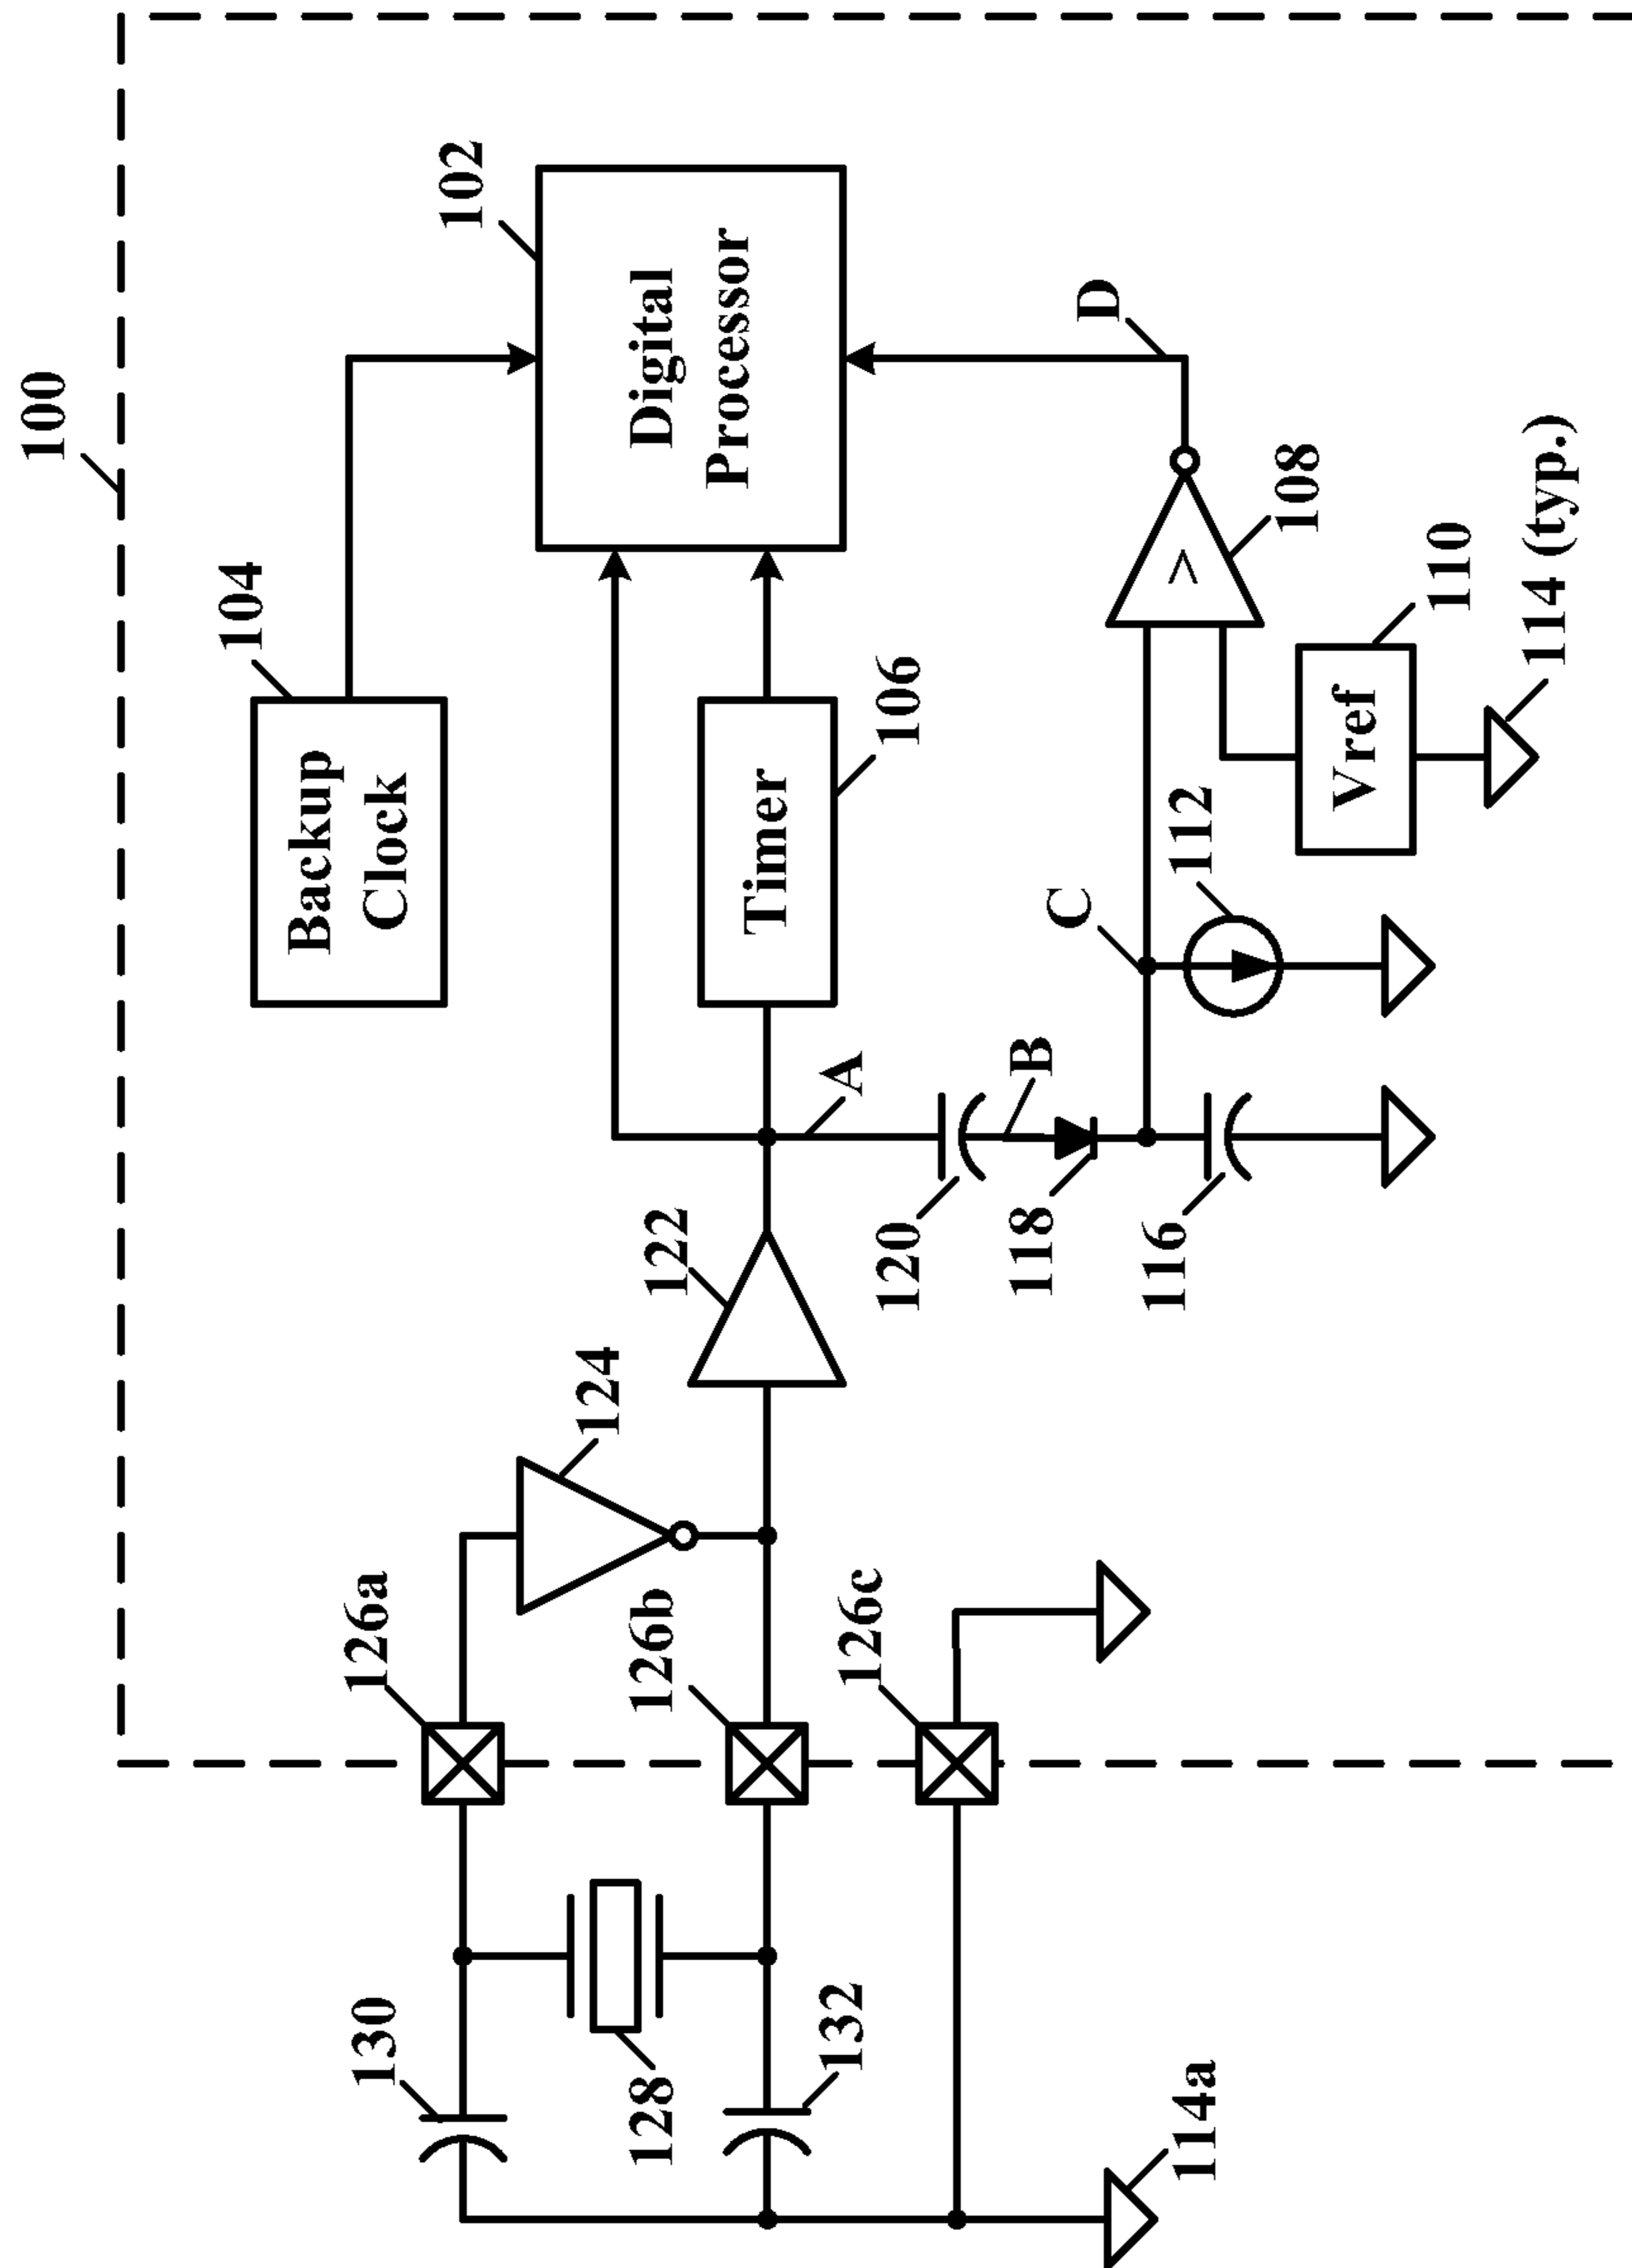 100
104
Backup
Clock
130
126a
102
128
126b
124
122
Digital
Processor
Timer
132
126c
A
120
106
118
B
C
D
114a
116
112
>
108
Vref
110
114 (typ.)